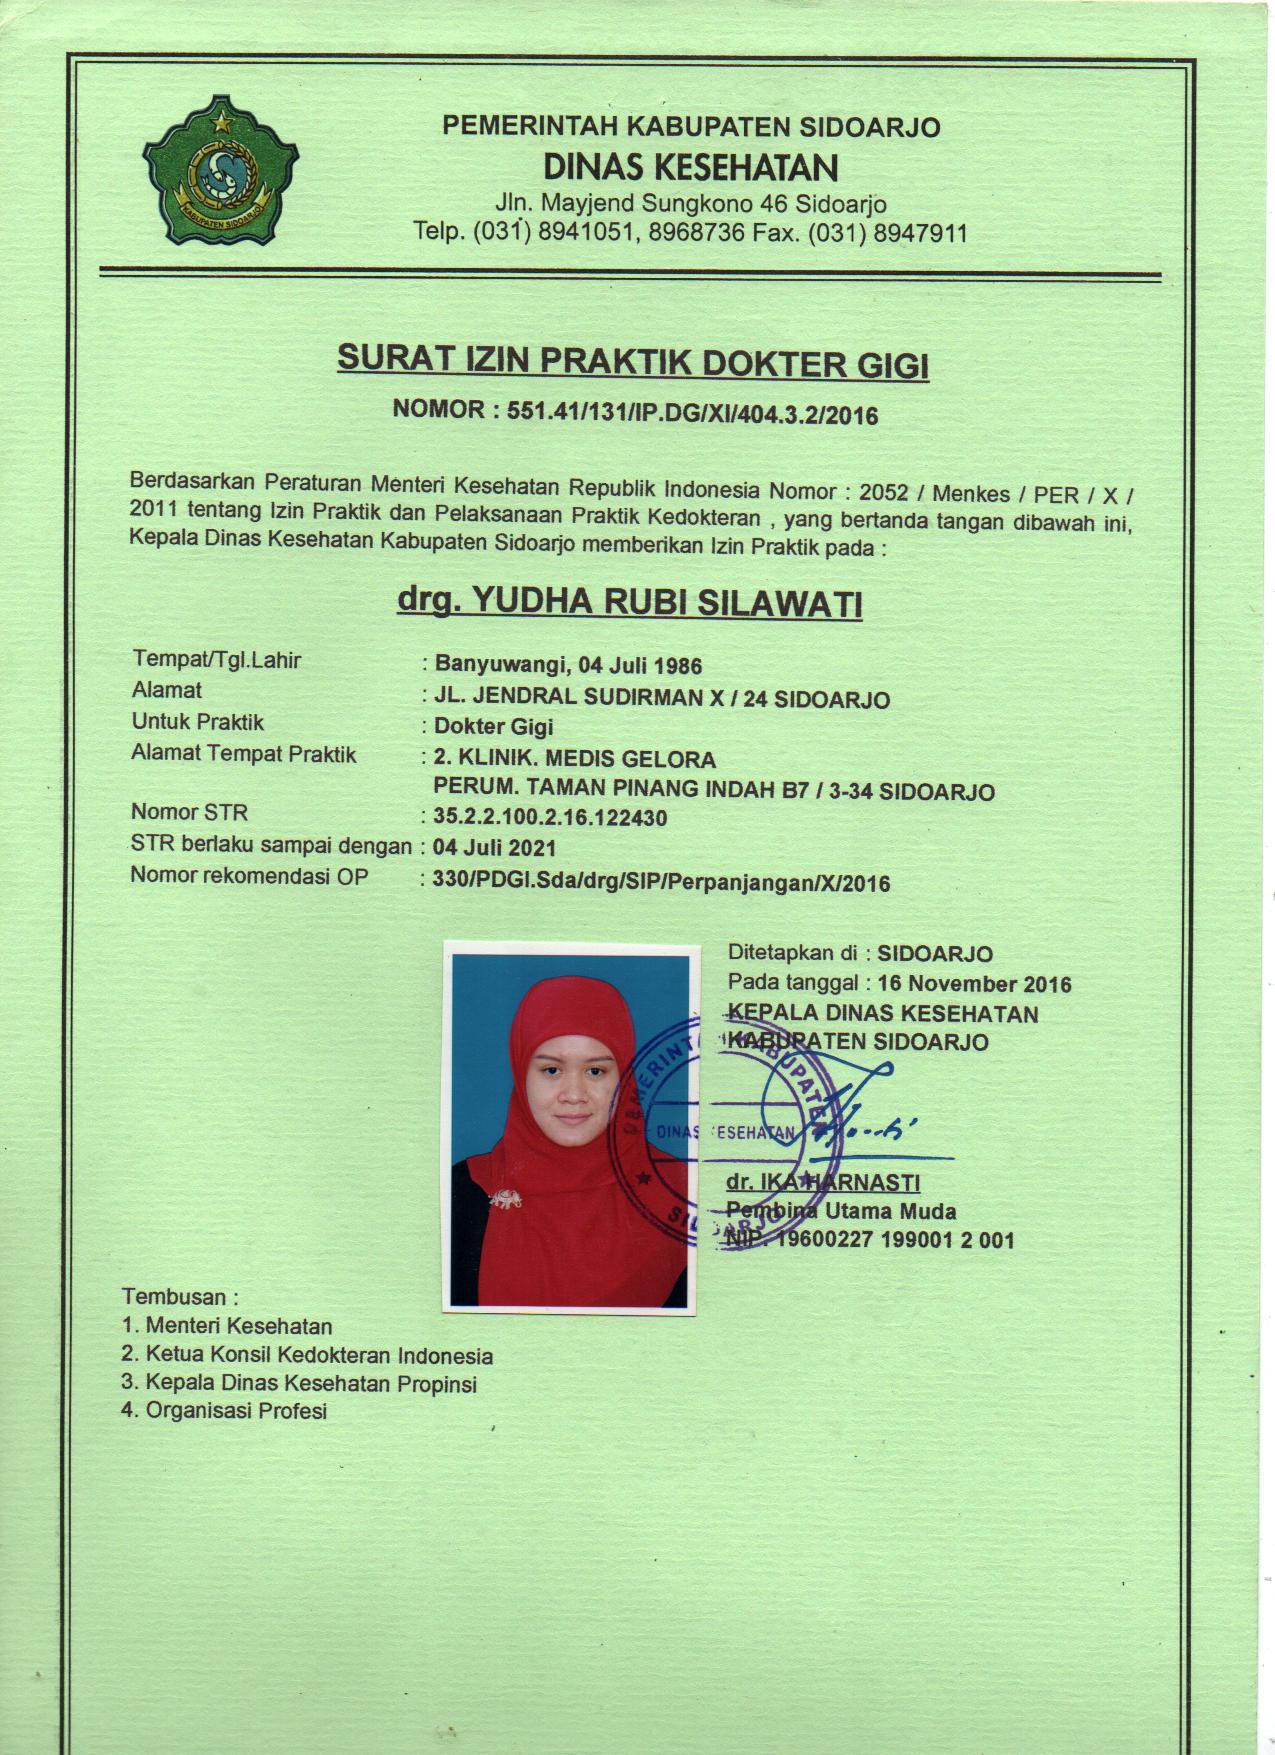 KABUPATEN SIDOARJO
PEMERINTAH KABUPATEN SIDOARJO
DINAS KESEHATAN
Jln. Mayjend Sungkono 46 Sidoarjo
Telp. (031) 8941051, 8968736 Fax. (031) 8947911
SURAT IZIN PRAKTIK DOKTER GIGI
NOMOR : 551.41/131/IP.DG/XI/404.3.2/2016
Berdasarkan Peraturan Menteri Kesehatan Republik Indonesia Nomor : 2052 / Menkes / PER / X /
2011 tentang Izin Praktik dan Pelaksanaan Praktik Kedokteran , yang bertanda tangan dibawah ini,
Kepala Dinas Kesehatan Kabupaten Sidoarjo memberikan Izin Praktik pada :
drg. YUDHA RUBI SILAWATI
Tempat/Tgl.Lahir : Banyuwangi, 04 Juli 1986
Alamat : JL. JENDRAL SUDIRMAN X / 24 SIDOARJO
Untuk Praktik : Dokter Gigi
Alamat Tempat Praktik : 2. KLINIK. MEDIS GELORA
PERUM. TAMAN PINANG INDAH B7 / 3-34 SIDOARJO
Nomor STR : 35.2.2.100.2.16.122430
STR berlaku sampai dengan : 04 Juli 2021
Nomor rekomendasi OP : 330/PDGI.Sda/drg/SIP/Perpanjangan/X/2016
Ditetapkan di : SIDOARJO
Pada tanggal : 16 November 2016
KEPALA DINAS KESEHATAN
KABUPATEN SIDOARJO
PEMERINTAH KABUPATEN
DINAS KESEHATAN
SIDOARJO
dr. IKA HARNASTI
Pembina Utama Muda
NIP. 19600227 199001 2 001
Tembusan :
1. Menteri Kesehatan
2. Ketua Konsil Kedokteran Indonesia
3. Kepala Dinas Kesehatan Propinsi
4. Organisasi Profesi